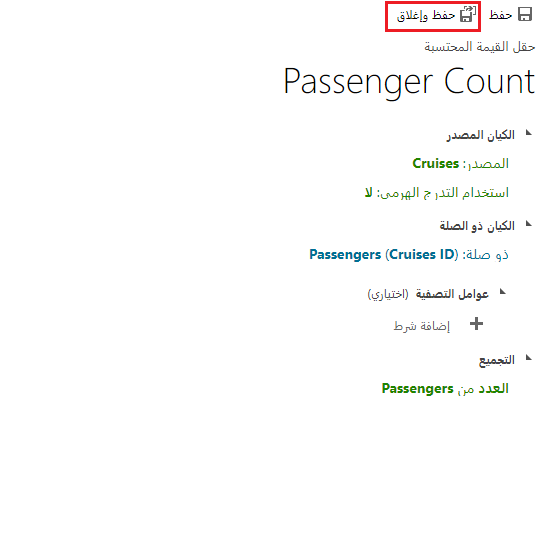 حفظ حفظ وإغلاق
حقل القيمة المحتسبة
Passenger Count
الكيان المصدر
المصدر: Cruises
استخدام التدرج الهرمي: لا
الكيان ذو الصلة
ذو صلة: Passengers (Cruises ID)
عوامل التصفية (اختياري)
إضافة شرط
التجميع
العدد من Passengers